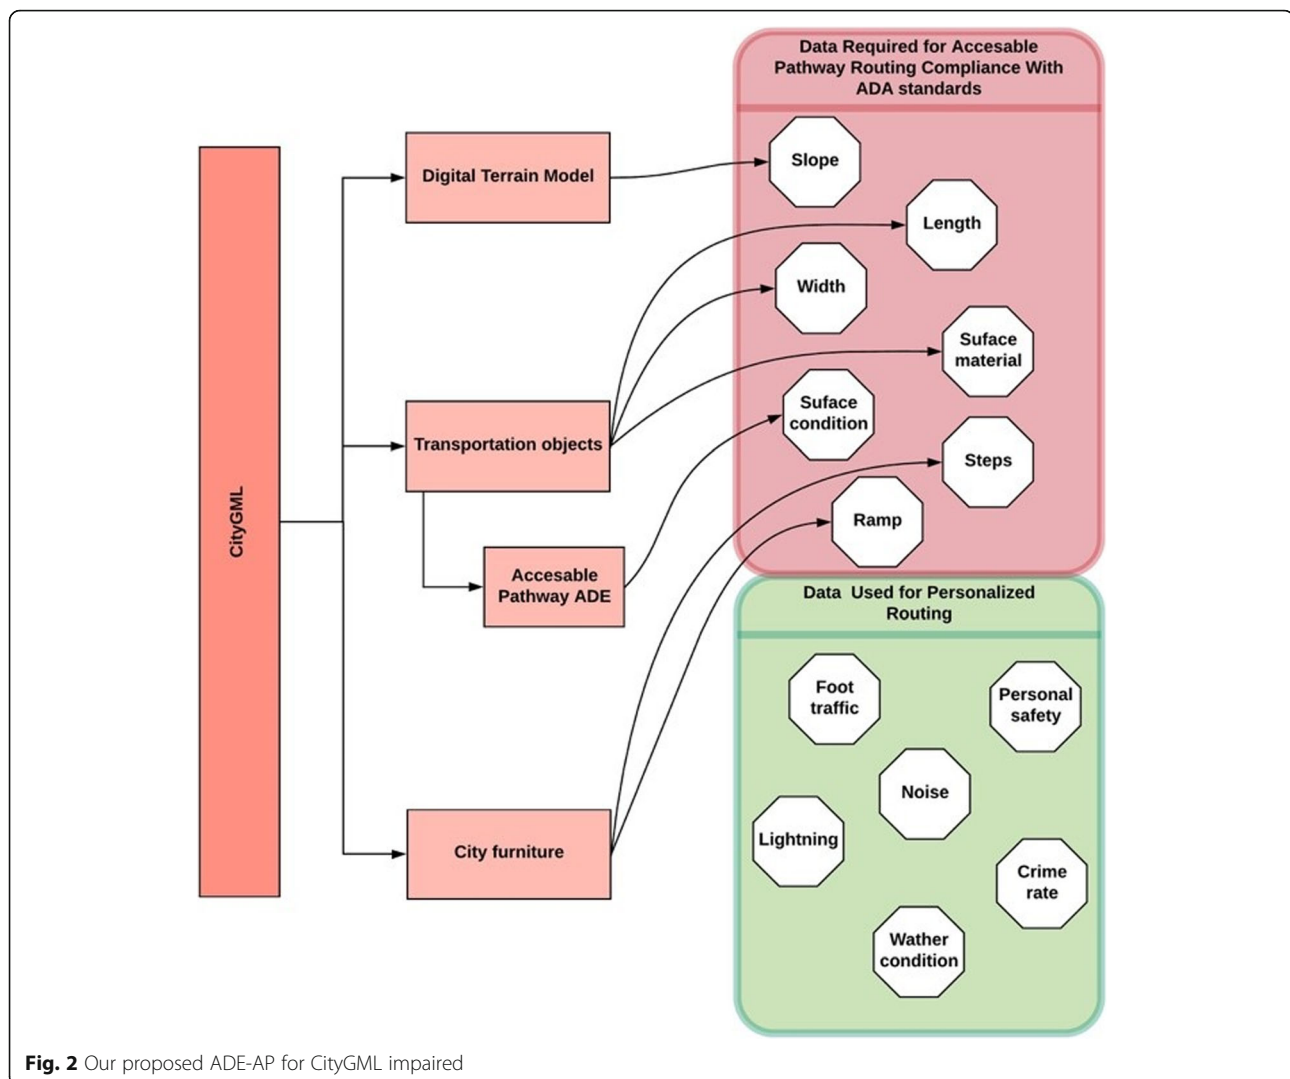 CityGML
Digital Terrain Model
Transportation objects
Accesable
Pathway ADE
City furniture
Data Required for Accesable
Pathway Routing Compliance With
ADA standards
Slope
Length
Width
Suface
material
Suface
condition
Steps
Ramp
Data Used for Personalized
Routing
Foot
traffic
Personal
safety
Noise
Lightning
Crime
rate
Wather
condition
Fig. 2 Our proposed ADE-AP for CityGML impaired